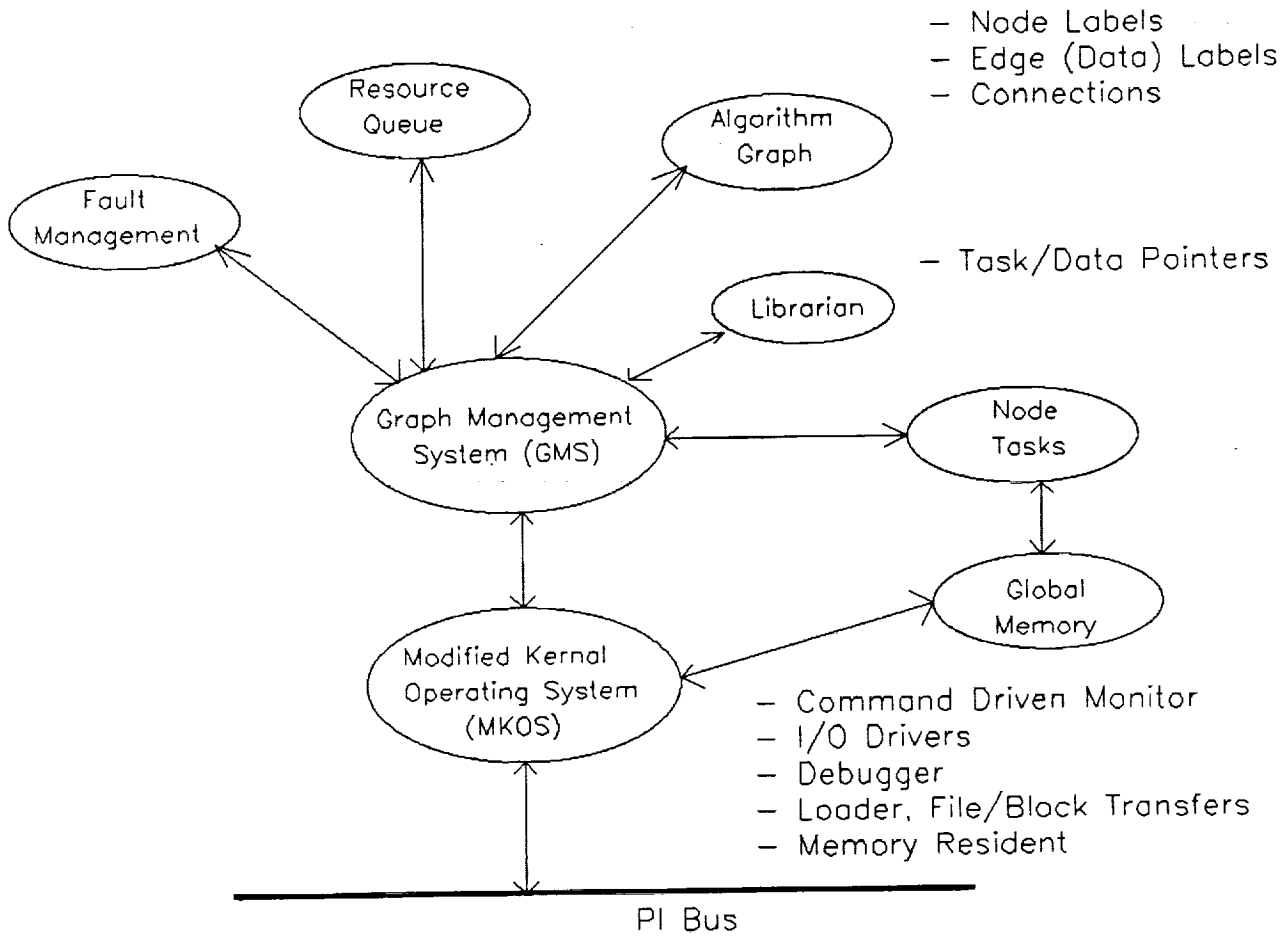 – Node Labels
– Edge (Data) Labels
– Connections
Resource
Queue
Algorithm
Graph
Fault
Management
– Task/Data Pointers
Librarian
Graph Management
System (GMS)
Node
Tasks
Global
Memory
Modified Kernal
Operating System
(MKOS)
– Command Driven Monitor
– I/O Drivers
– Debugger
– Loader, File/Block Transfers
– Memory Resident
PI Bus